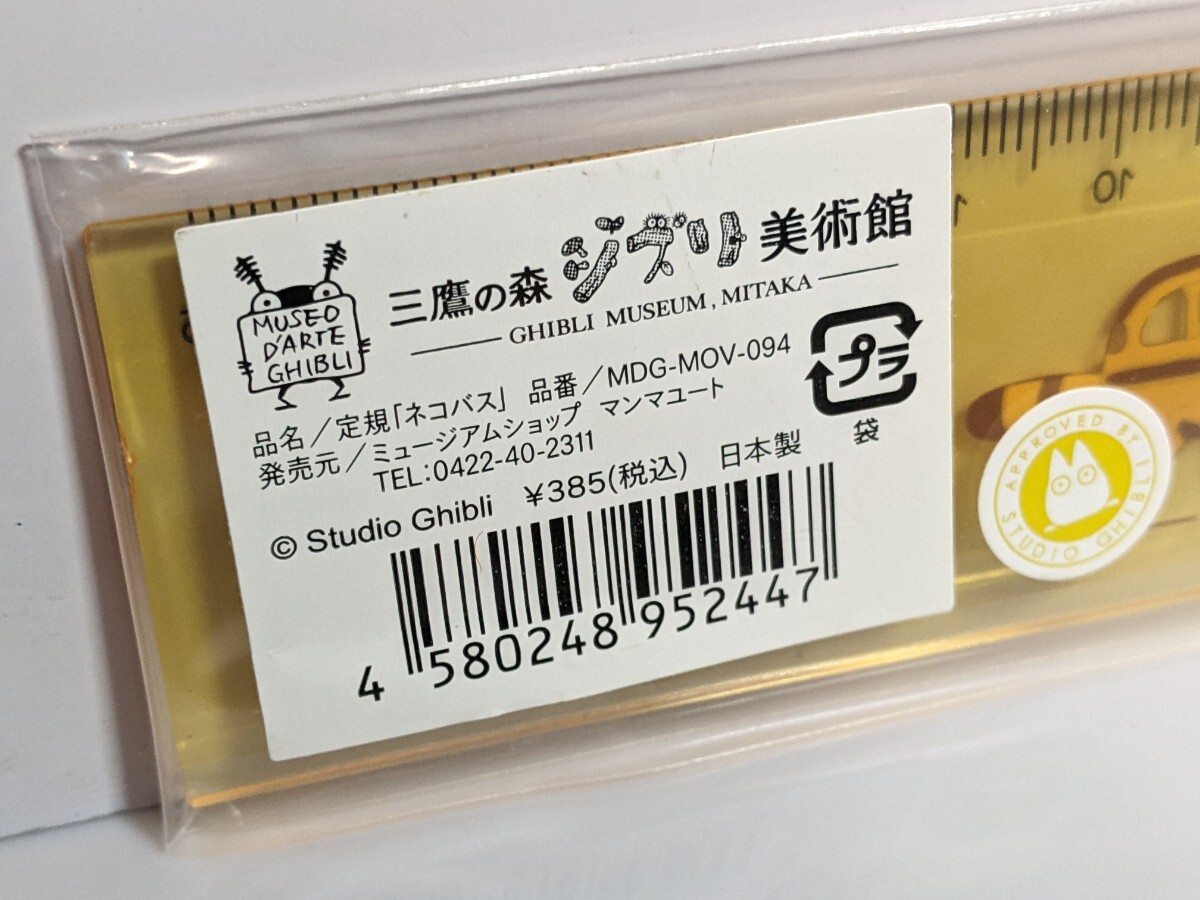 三鷹の森 ジブリ 美術館
GHIBLI MUSEUM, MITAKA
MUSEO
D'ARTE
GHIBLI
品名/定規「ネコバス」 品番/MDG-MOV-094
発売元/ミュージアムショップ マンマユート
TEL:0422-40-2311
プラ
袋
© Studio Ghibli ¥385(税込) 日本製
4 580248 952447
10
APPROVED BY
STUDIO GHIBLI